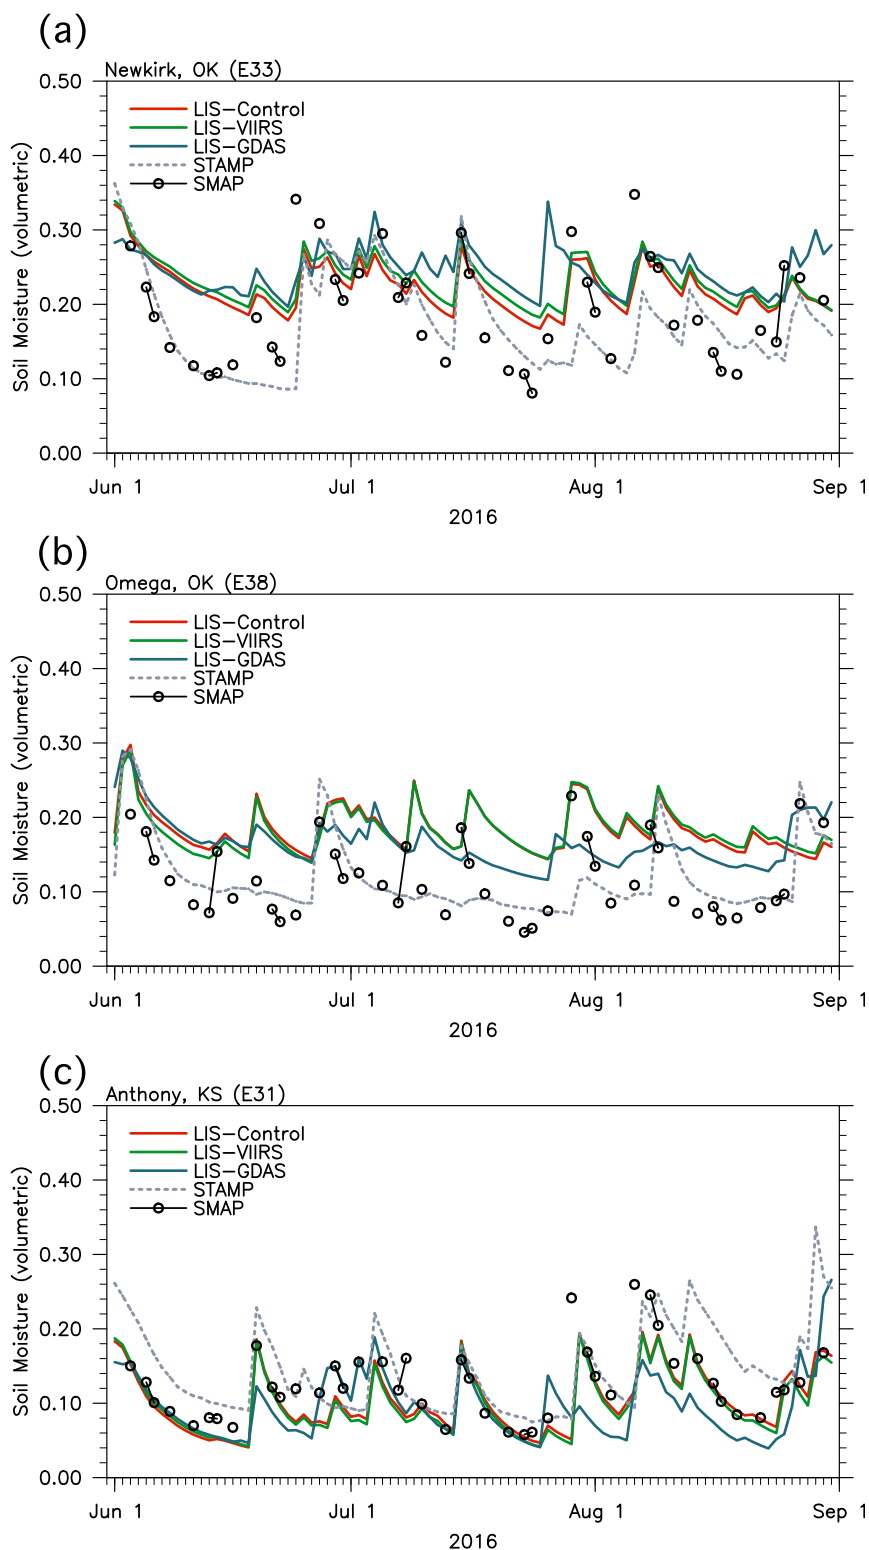 (a)
Newkirk, OK (E33)
0.50
LIS-Control
LIS-VIIRS
LIS-GDAS
STAMP
SMAP
0.40
0.30
0.20
0.10
0.00
Soil Moisture (volumetric)
Jun 1 Jul 1 Aug 1 Sep 1
2016
(b)
Omega, OK (E38)
0.50
LIS-Control
LIS-VIIRS
LIS-GDAS
STAMP
SMAP
0.40
0.30
0.20
0.10
0.00
Soil Moisture (volumetric)
Jun 1 Jul 1 Aug 1 Sep 1
2016
(c)
Anthony, KS (E31)
0.50
LIS-Control
LIS-VIIRS
LIS-GDAS
STAMP
SMAP
0.40
0.30
0.20
0.10
0.00
Soil Moisture (volumetric)
Jun 1 Jul 1 Aug 1 Sep 1
2016